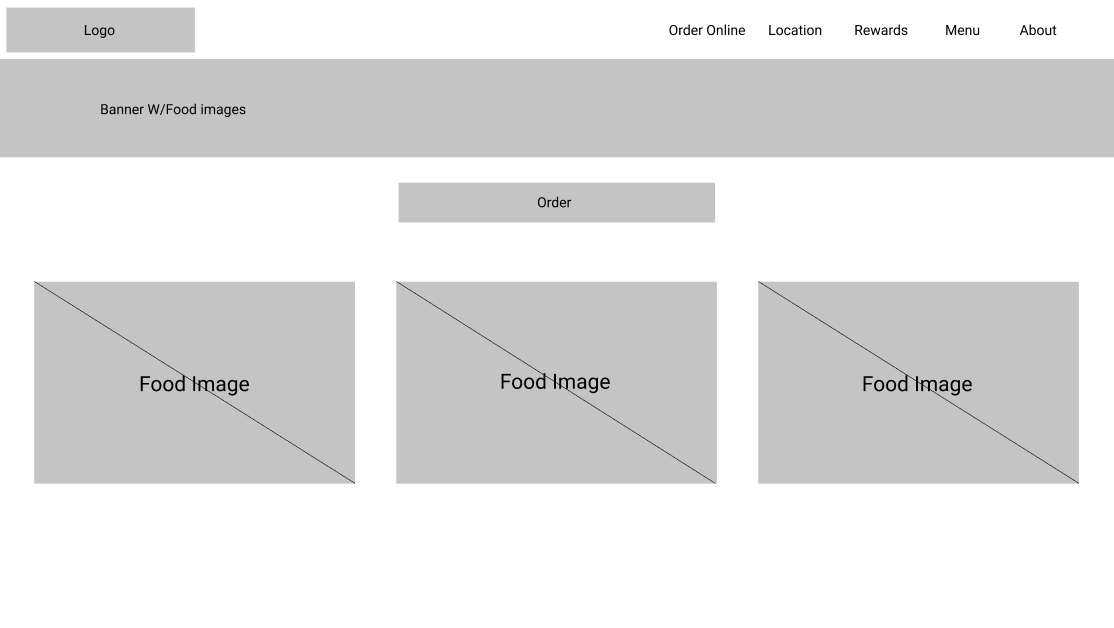 Logo
Order Online Location Rewards Menu About
Banner W/Food images
Order
Food Image Food Image Food Image